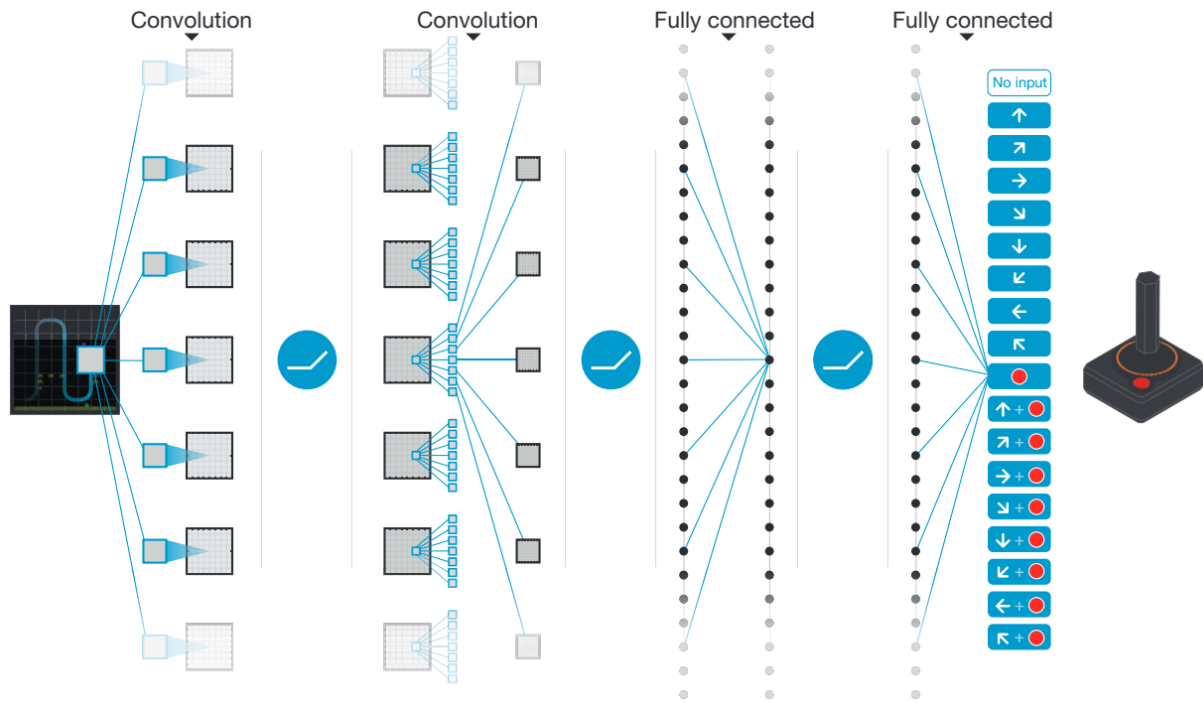 Convolution
Convolution
Fully connected
Fully connected
No input
+
+
+
+
+
+
+
+